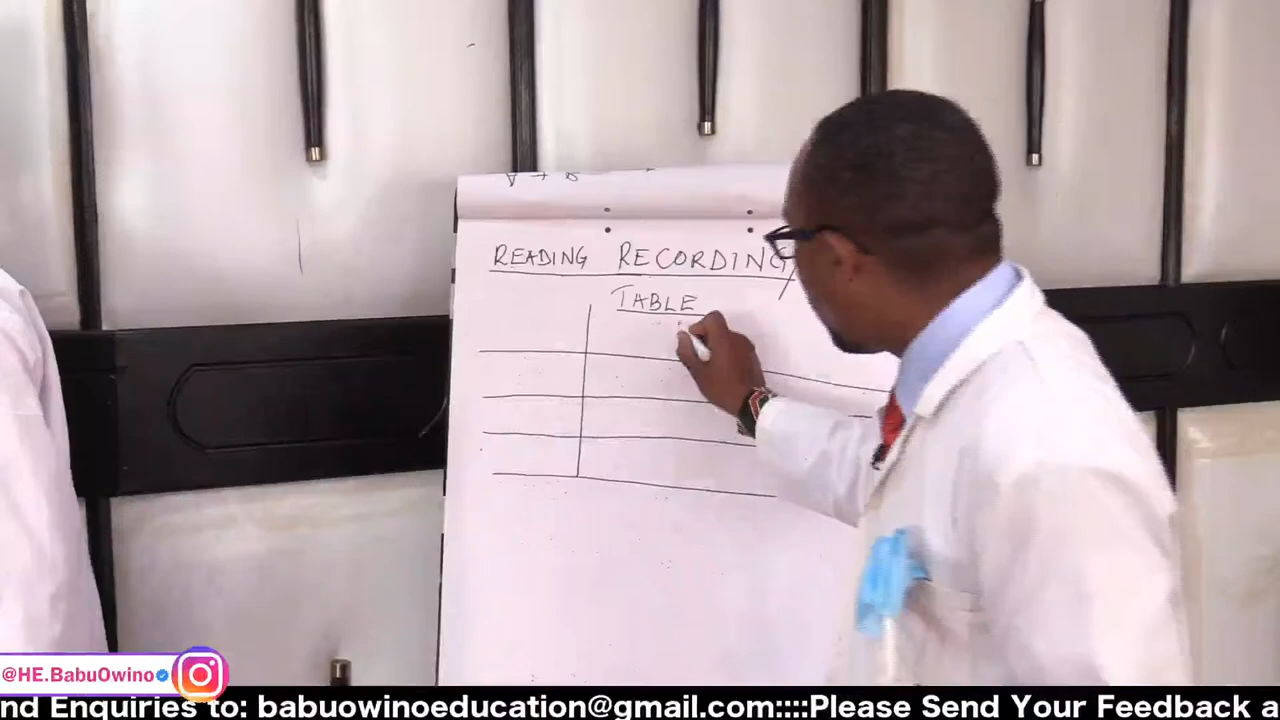 READING RECORDING
TABLE
@HE.BabuOwino
nd Enquiries to: babuowinoeducation@gmail.com::::Please Send Your Feedback a